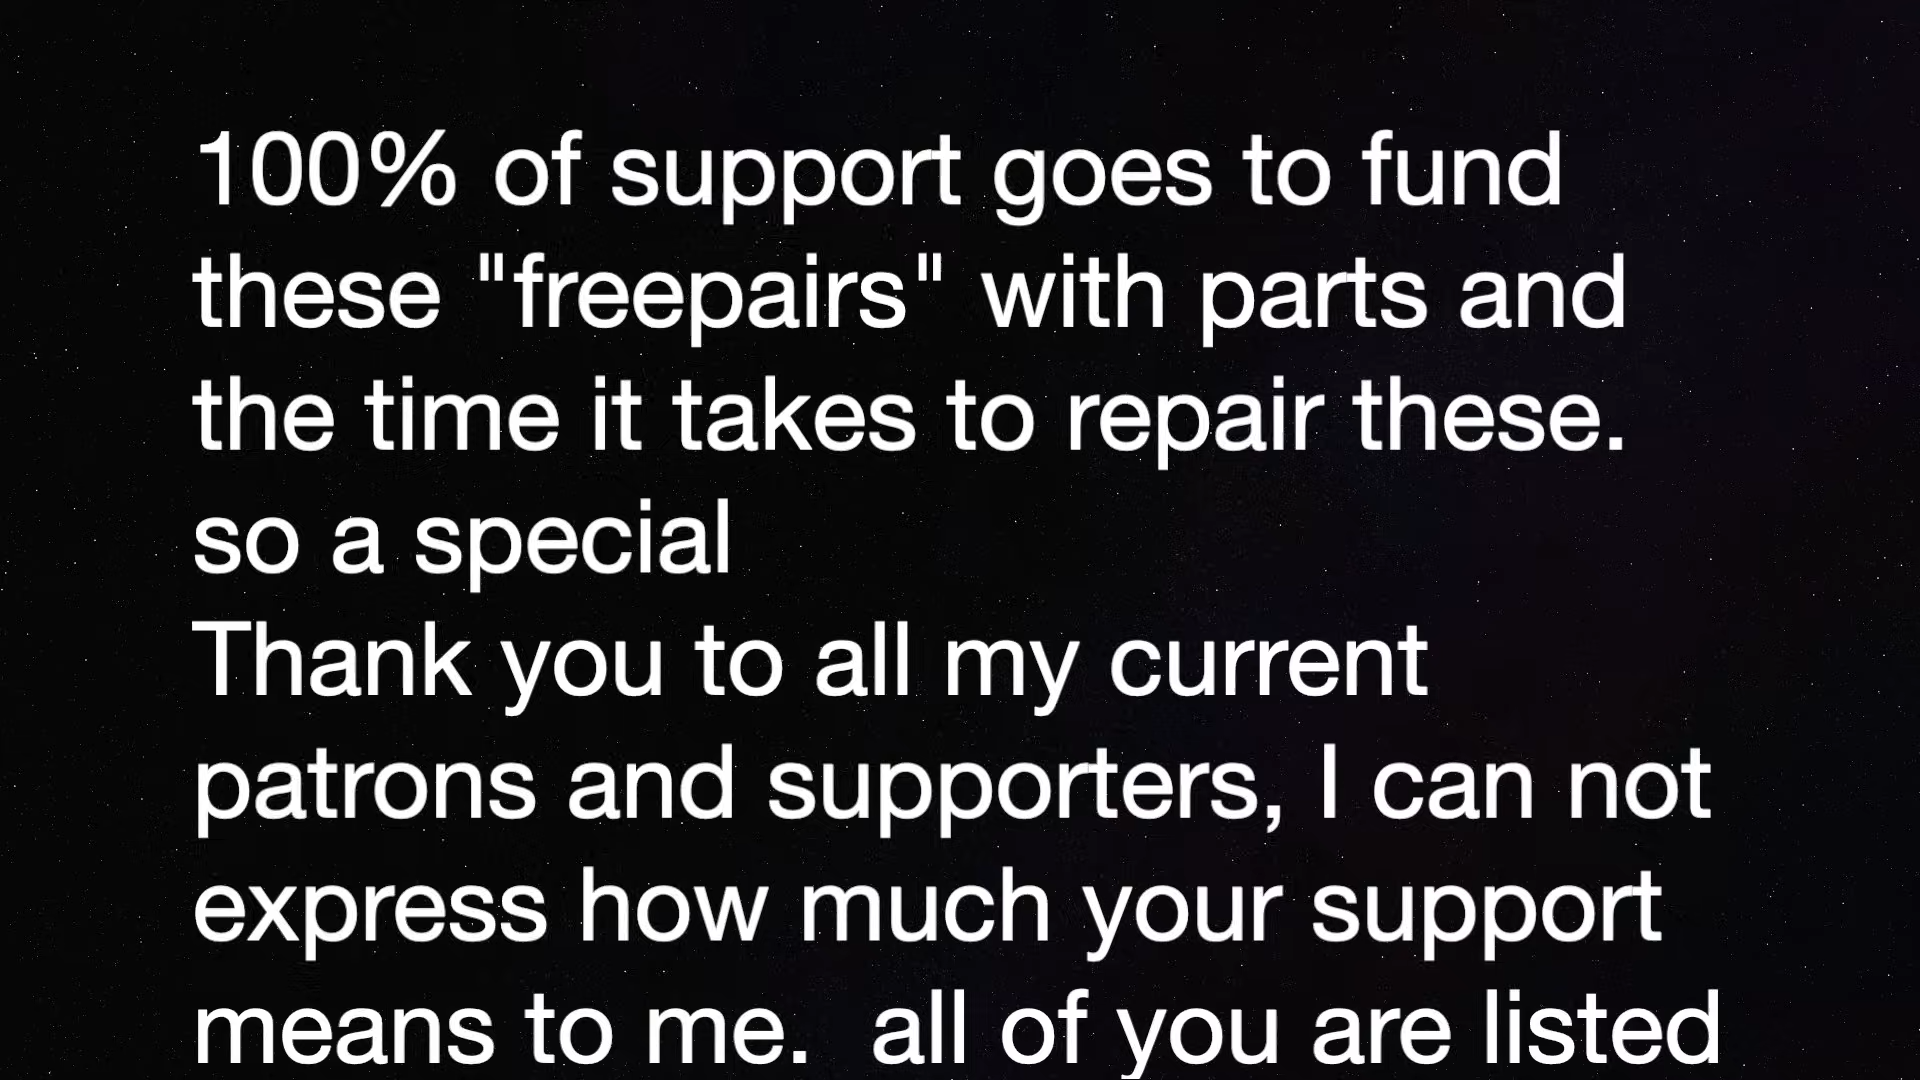 100% of support goes to fund
these "freepairs" with parts and
the time it takes to repair these.
so a special
Thank you to all my current
patrons and supporters, I can not
express how much your support
means to me.  all of you are listed